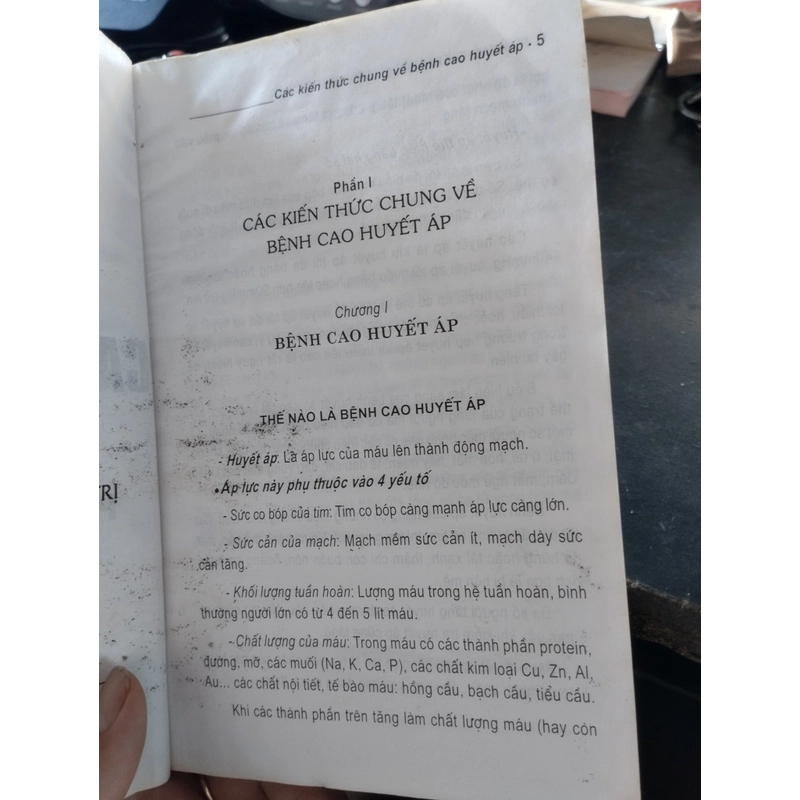 Các kiến thức chung về bệnh cao huyết áp • 5
Phần I
CÁC KIẾN THỨC CHUNG VỀ
BỆNH CAO HUYẾT ÁP
Chương I
BỆNH CAO HUYẾT ÁP
THẾ NÀO LÀ BỆNH CAO HUYẾT ÁP
- Huyết áp: Là áp lực của máu lên thành động mạch.
• Áp lực này phụ thuộc vào 4 yếu tố
- Sức co bóp của tim: Tim co bóp càng mạnh áp lực càng lớn.
- Sức cản của mạch: Mạch mềm sức cản ít, mạch dày sức
cản tăng.
- Khối lượng tuần hoàn: Lượng máu trong hệ tuần hoàn, bình
thường người lớn có từ 4 đến 5 lít máu.
- Chất lượng của máu: Trong máu có các thành phần protein,
đường, mỡ, các muối (Na, K, Ca, P), các chất kim loại Cu, Zn, Al,
Au... các chất nội tiết, tế bào máu: hồng cầu, bạch cầu, tiểu cầu.
Khi các thành phần trên tăng làm chất lượng máu (hay còn